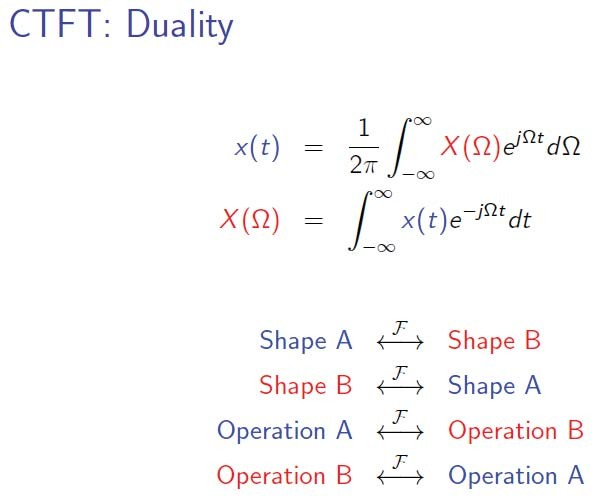 CTFT: Duality
x(t) = 1/2π ∫_{-∞}^{∞} X(Ω)e^{jΩt}dΩ
X(Ω) = ∫_{-∞}^{∞} x(t)e^{-jΩt}dt
Shape A ⟷^ℱ Shape B
Shape B ⟷^ℱ Shape A
Operation A ⟷^ℱ Operation B
Operation B ⟷^ℱ Operation A